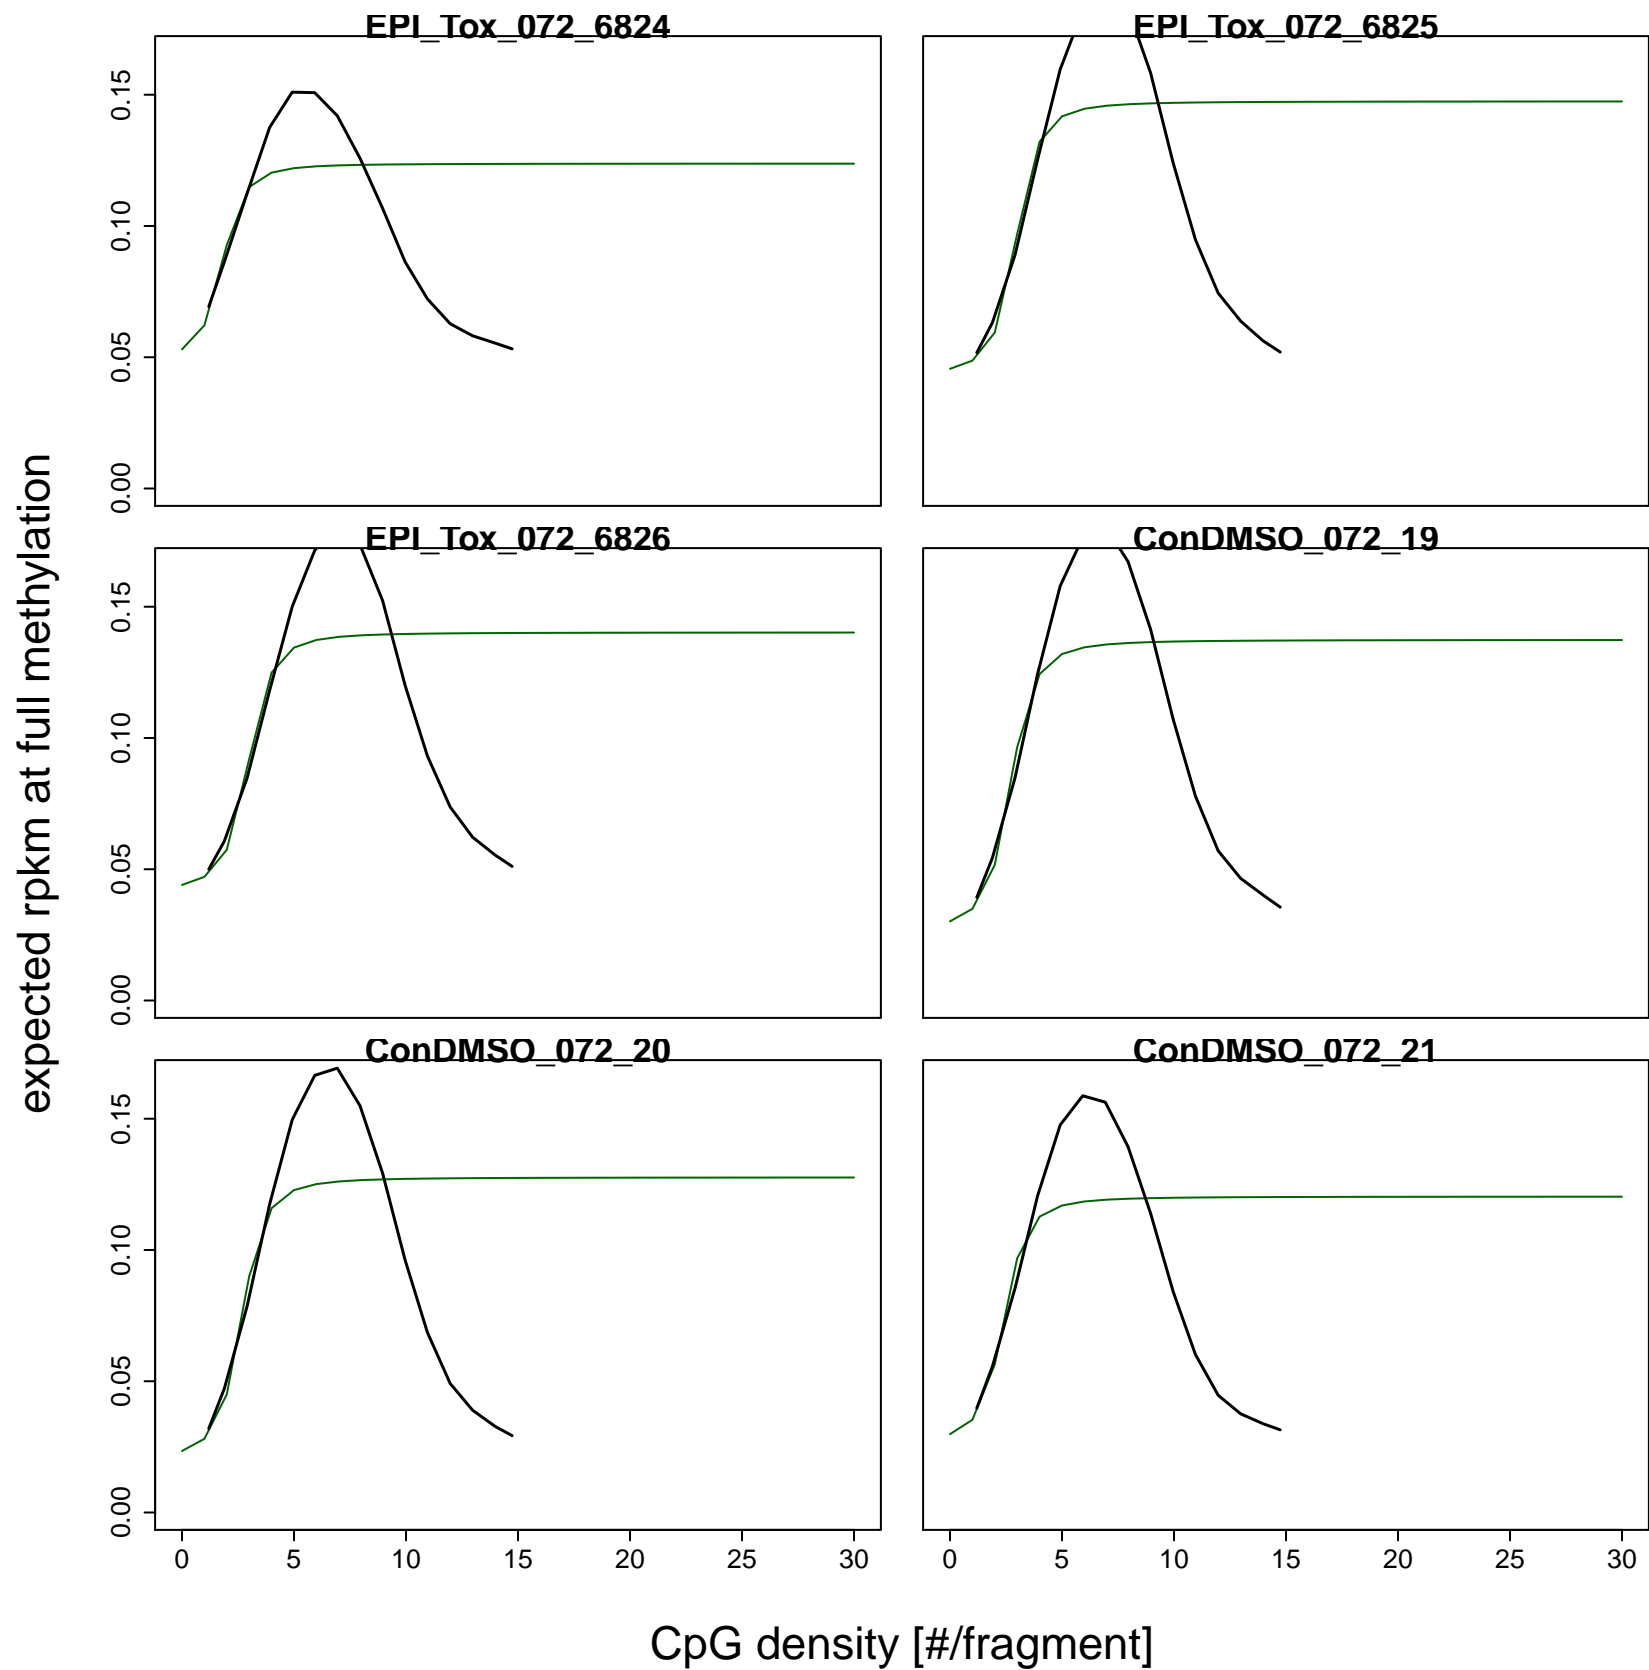 EPI_Tox_072_6824
EPI_Tox_072_6825
0.15
0.10
0.05
0.00
EPI_Tox_072_6826
ConDMSO_072_19
0.15
0.10
0.05
0.00
ConDMSO_072_20
ConDMSO_072_21
0.15
0.10
0.05
0.00
0 5 10 15 20 25 30
0 5 10 15 20 25 30
expected rpkm at full methylation
CpG density [#/fragment]